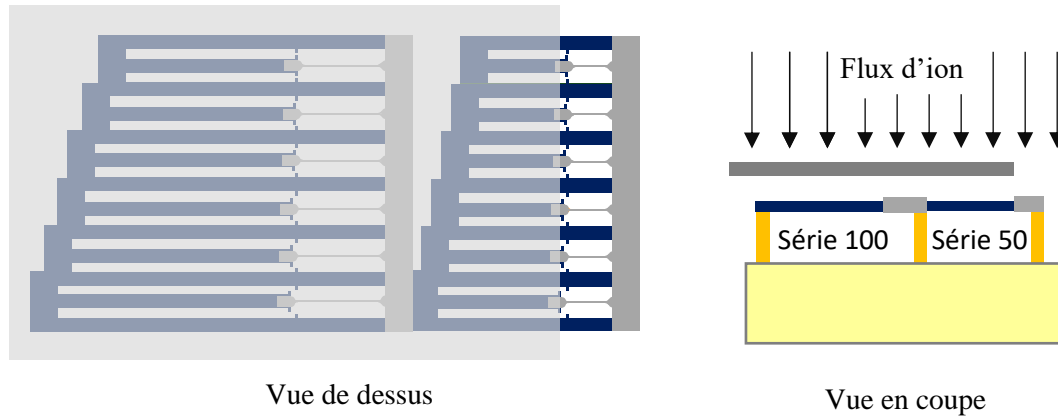 Flux d'ion
Série 100
Série 50
Vue de dessus
Vue en coupe